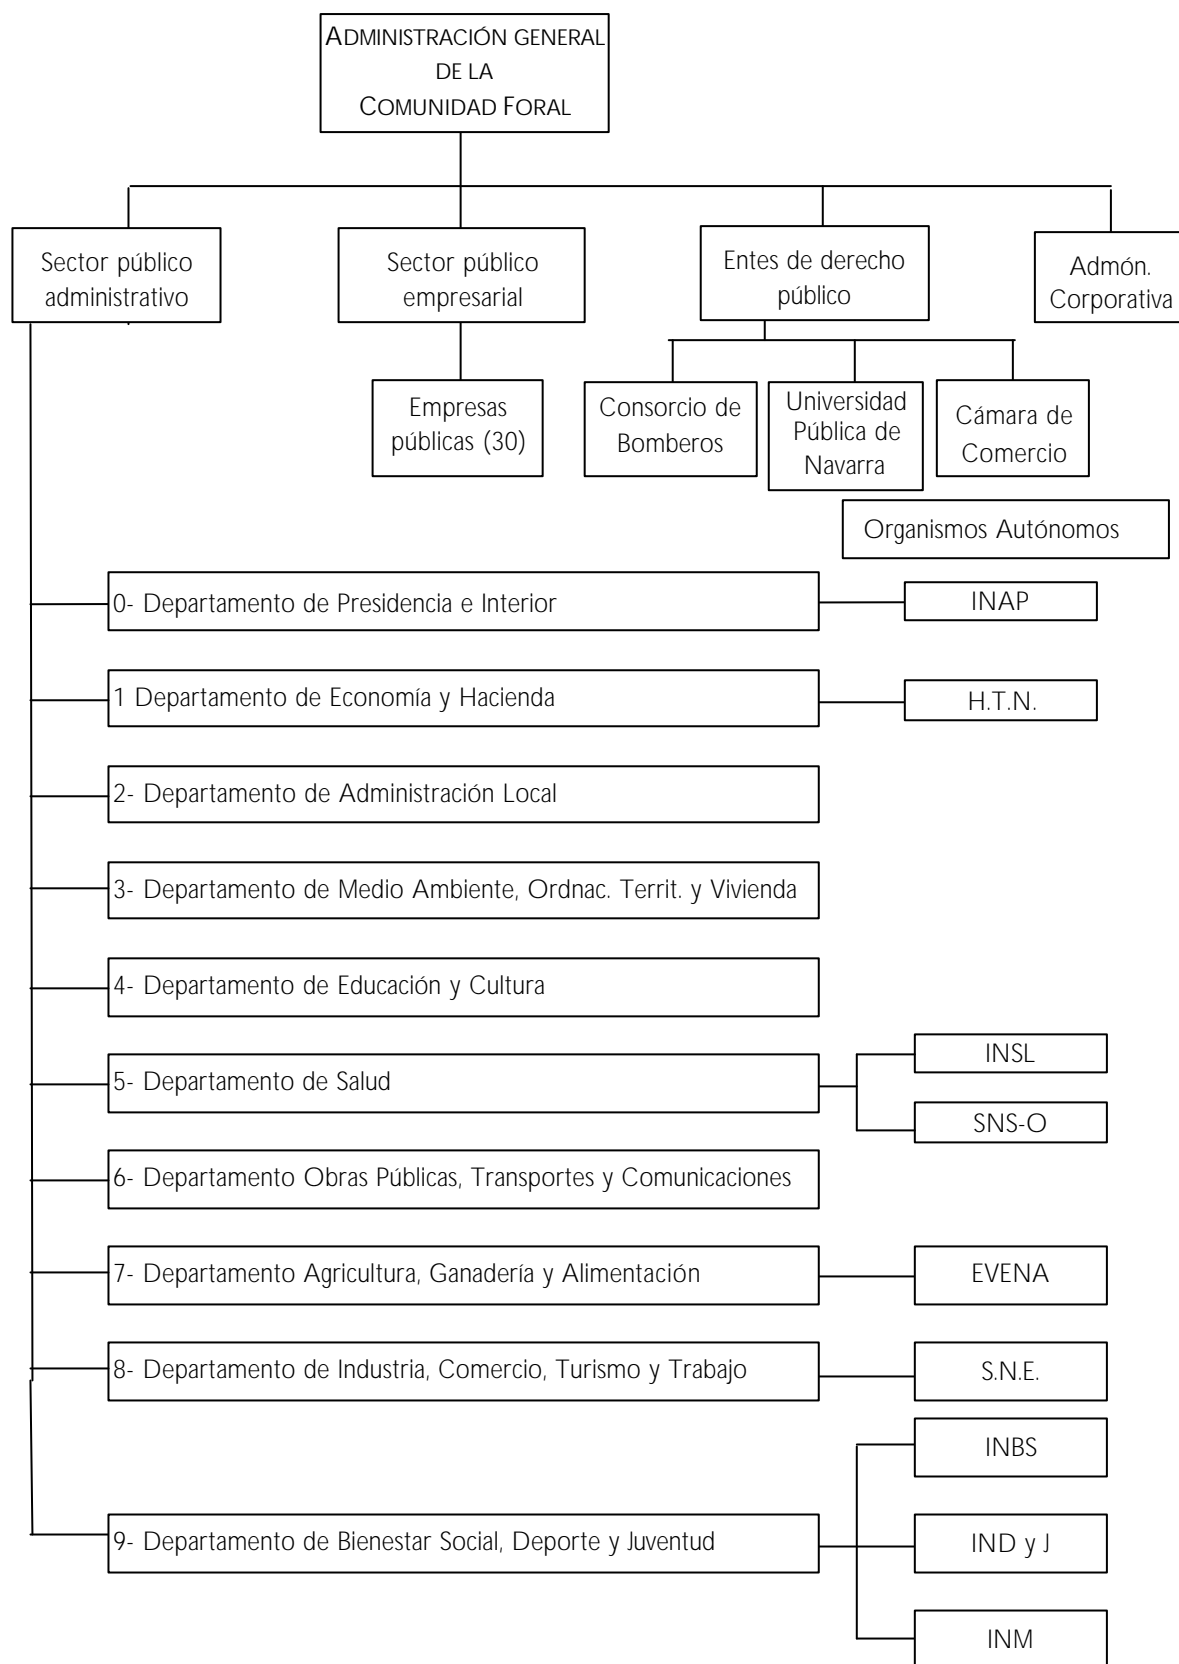 ADMINISTRACIÓN GENERAL
DE LA
COMUNIDAD FORAL
Sector público
administrativo
Sector público
empresarial
Entes de derecho
público
Admón.
Corporativa
Empresas
públicas (30)
Consorcio de
Bomberos
Universidad
Pública de
Navarra
Cámara de
Comercio
Organismos Autónomos
0- Departamento de Presidencia e Interior
INAP
1 Departamento de Economía y Hacienda
H.T.N.
2- Departamento de Administración Local
3- Departamento de Medio Ambiente, Ordnac. Territ. y Vivienda
4- Departamento de Educación y Cultura
5- Departamento de Salud
INSL
SNS-O
6- Departamento Obras Públicas, Transportes y Comunicaciones
7- Departamento Agricultura, Ganadería y Alimentación
EVENA
8- Departamento de Industria, Comercio, Turismo y Trabajo
S.N.E.
9- Departamento de Bienestar Social, Deporte y Juventud
INBS
IND y J
INM